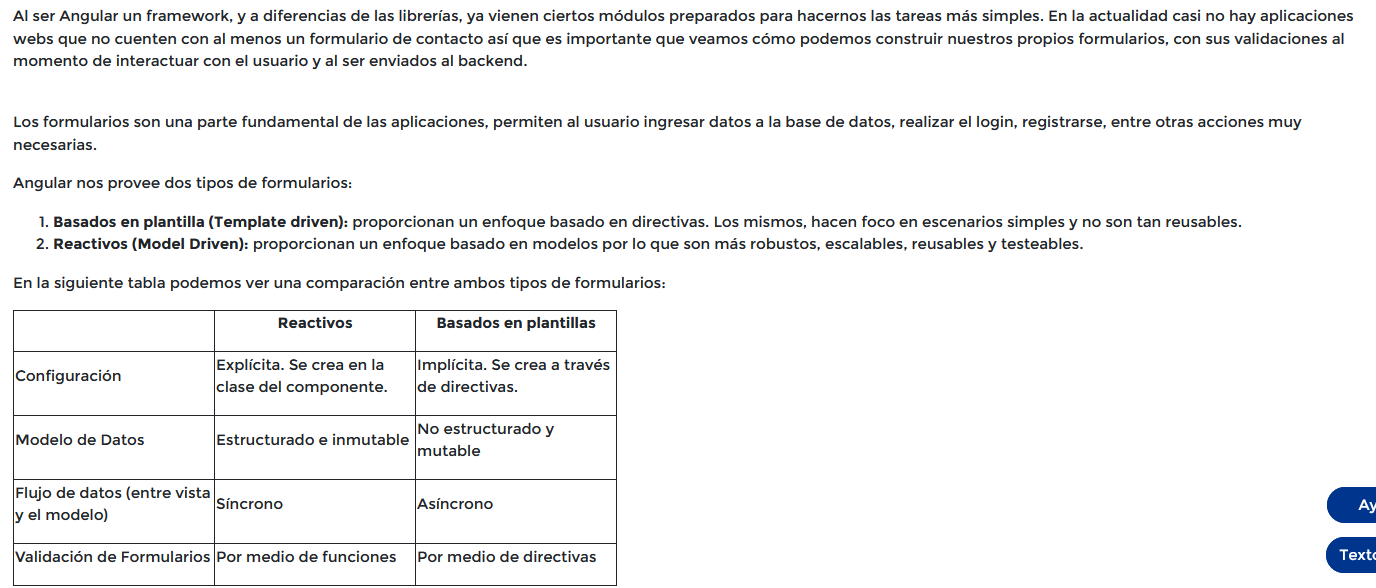 Al ser Angular un framework, y a diferencias de las librerías, ya vienen ciertos módulos preparados para hacernos las tareas más simples. En la actualidad casi no hay aplicaciones
webs que no cuenten con al menos un formulario de contacto así que es importante que veamos cómo podemos construir nuestros propios formularios, con sus validaciones al
momento de interactuar con el usuario y al ser enviados al backend.
Los formularios son una parte fundamental de las aplicaciones, permiten al usuario ingresar datos a la base de datos, realizar el login, registrarse, entre otras acciones muy
necesarias.
Angular nos provee dos tipos de formularios:
1. Basados en plantilla (Template driven): proporcionan un enfoque basado en directivas. Los mismos, hacen foco en escenarios simples y no son tan reusables.
2. Reactivos (Model Driven): proporcionan un enfoque basado en modelos por lo que son más robustos, escalables, reusables y testeables.
En la siguiente tabla podemos ver una comparación entre ambos tipos de formularios:
Reactivos Basados en plantillas
Configuración
Explícita. Se crea en la
clase del componente.
Implícita. Se crea a través
de directivas.
Modelo de Datos
Estructurado e inmutable
No estructurado y
mutable
Flujo de datos (entre vista
y el modelo)
Síncrono
Asíncrono
Validación de Formularios
Por medio de funciones
Por medio de directivas